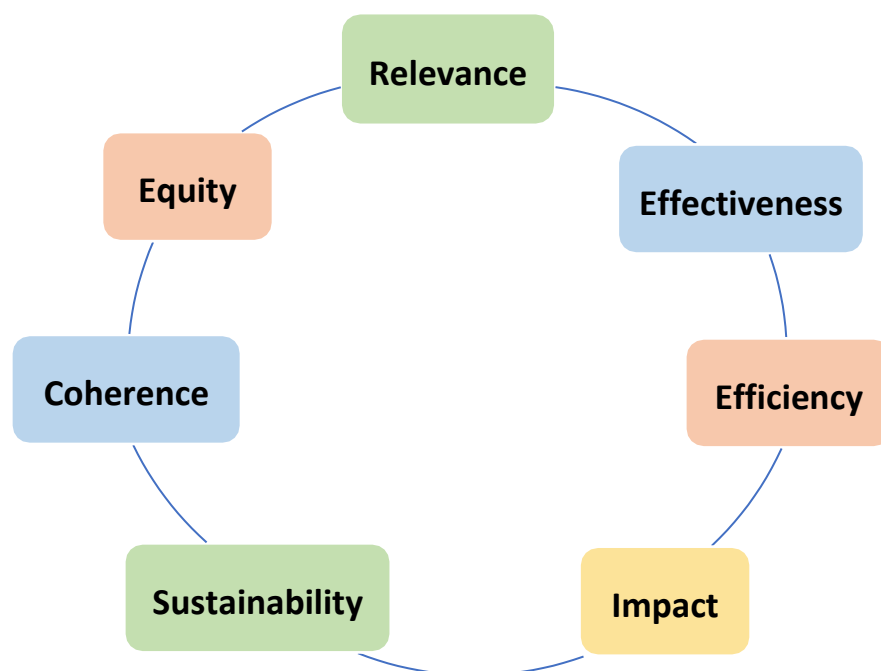 Relevance
Effectiveness
Efficiency
Impact
Sustainability
Coherence
Equity